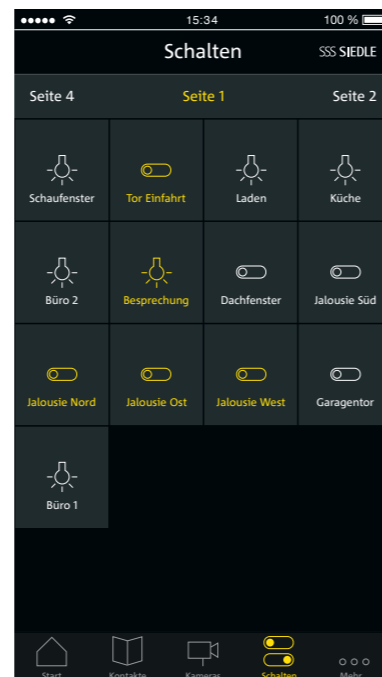 15:34 100 %
Schalten SSS SIEDLE
Seite 4 Seite 1 Seite 2
Schaufenster Tor Einfahrt Laden Küche
Büro 2 Besprechung Dachfenster Jalousie Süd
Jalousie Nord Jalousie Ost Jalousie West Garagentor
Büro 1
Start Kontakte Kameras Schalten Mehr